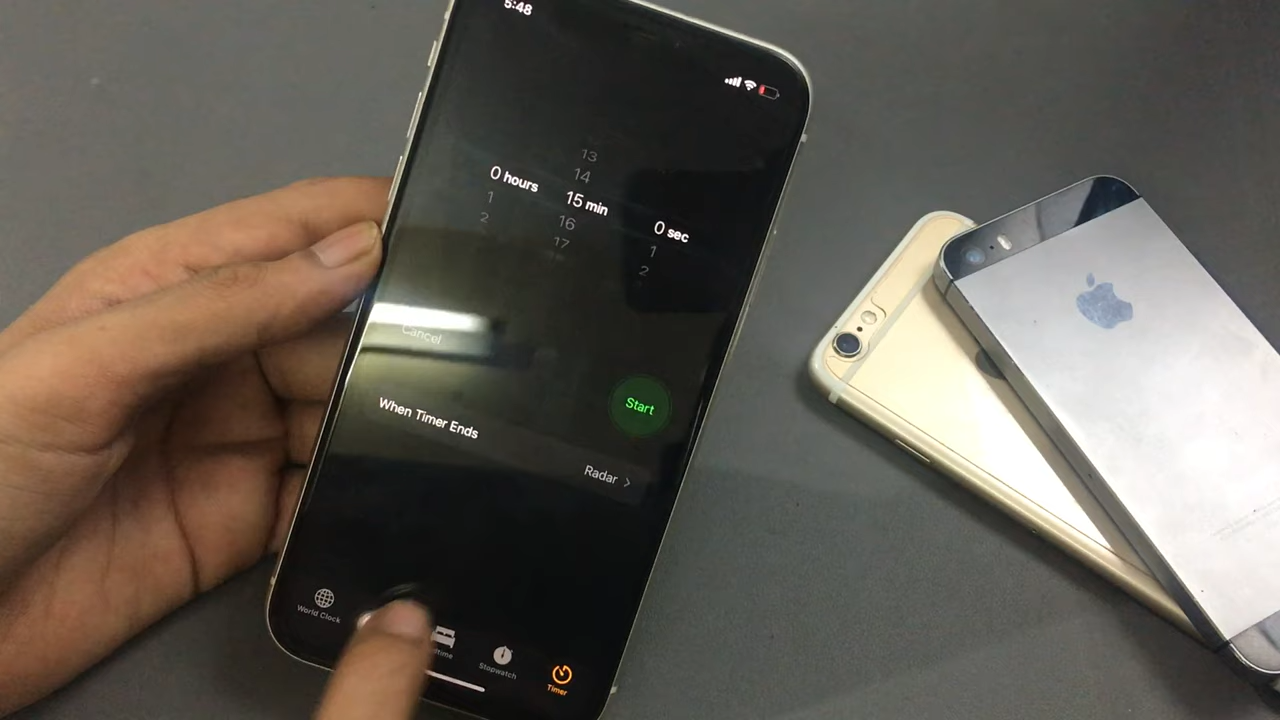 5:48
13
14
0 hours 15 min 0 sec
1 16 1
2 17 2
Cancel
Start
When Timer Ends
Radar >
World Clock
Stopwatch
Timer